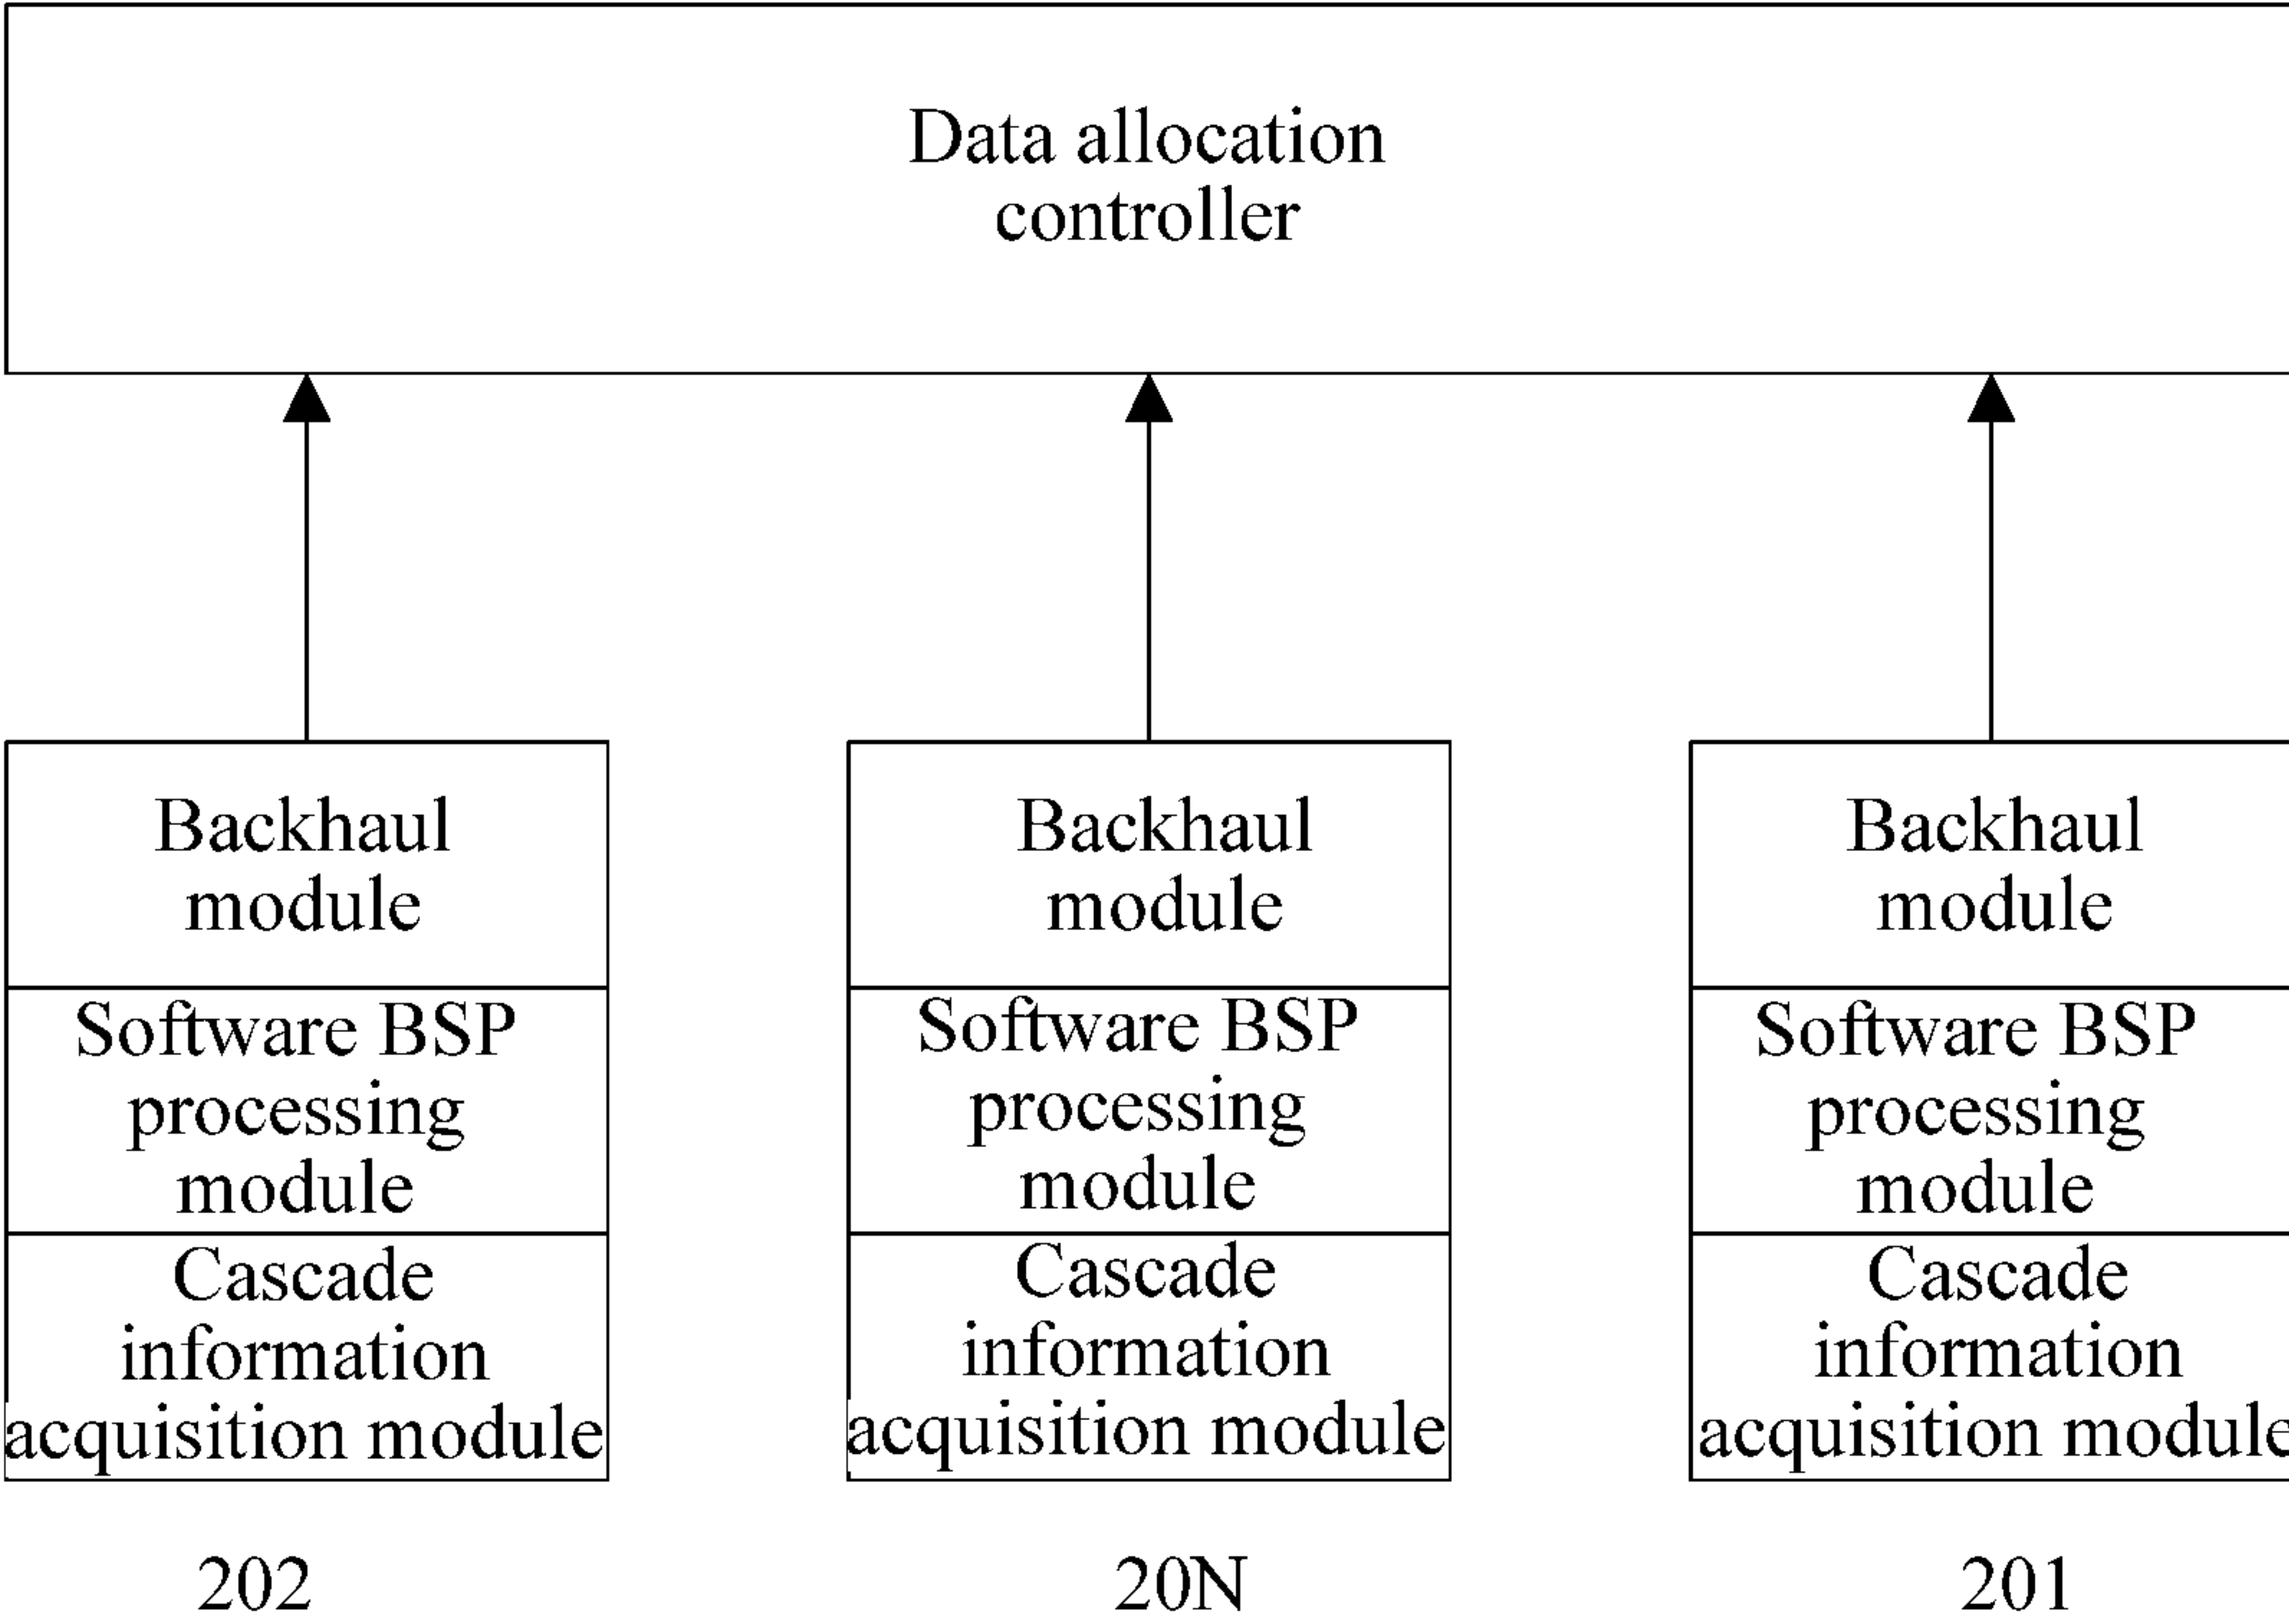 Data allocation
controller
Backhaul
module
Software BSP
processing
module
Cascade
information
acquisition module
202
Backhaul
module
Software BSP
processing
module
Cascade
information
acquisition module
20N
Backhaul
module
Software BSP
processing
module
Cascade
information
acquisition module
201